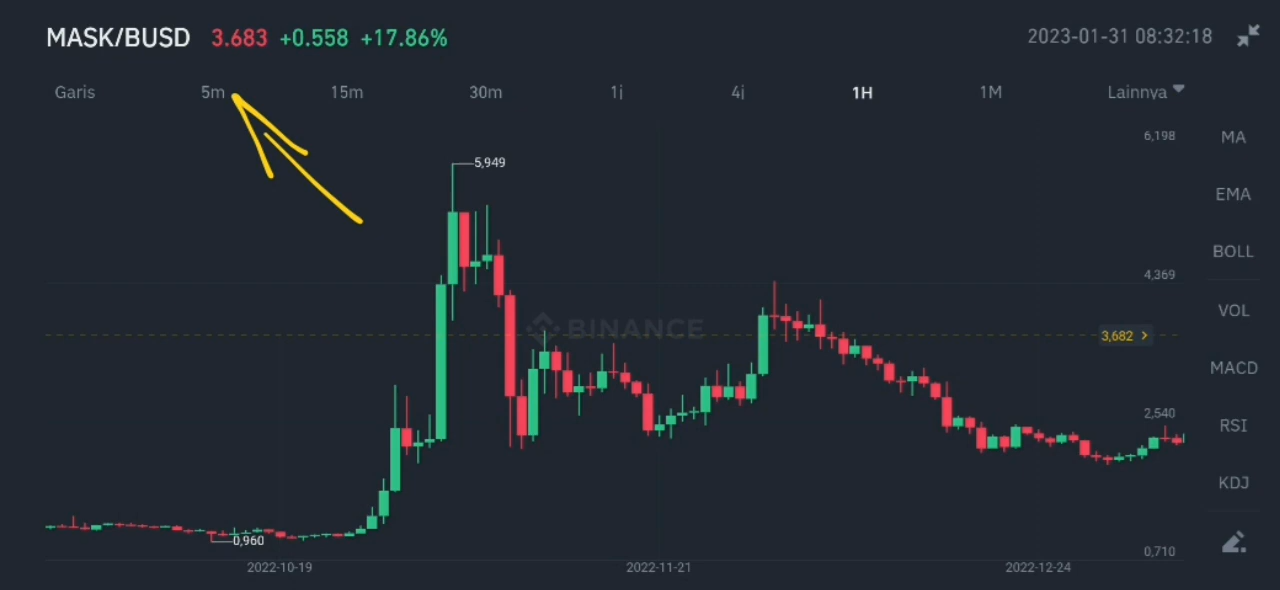 MASK/BUSD 3.683 +0.558 +17.86% 2023-01-31 08:32:18
Garis 5m 15m 30m 1j 4j 1H 1M Lainnya
6,198
MA
5,949
EMA
BOLL
4,369
VOL
BINANCE
3,682
MACD
2,540
RSI
KDJ
0,960
0,710
2022-10-19 2022-11-21 2022-12-24